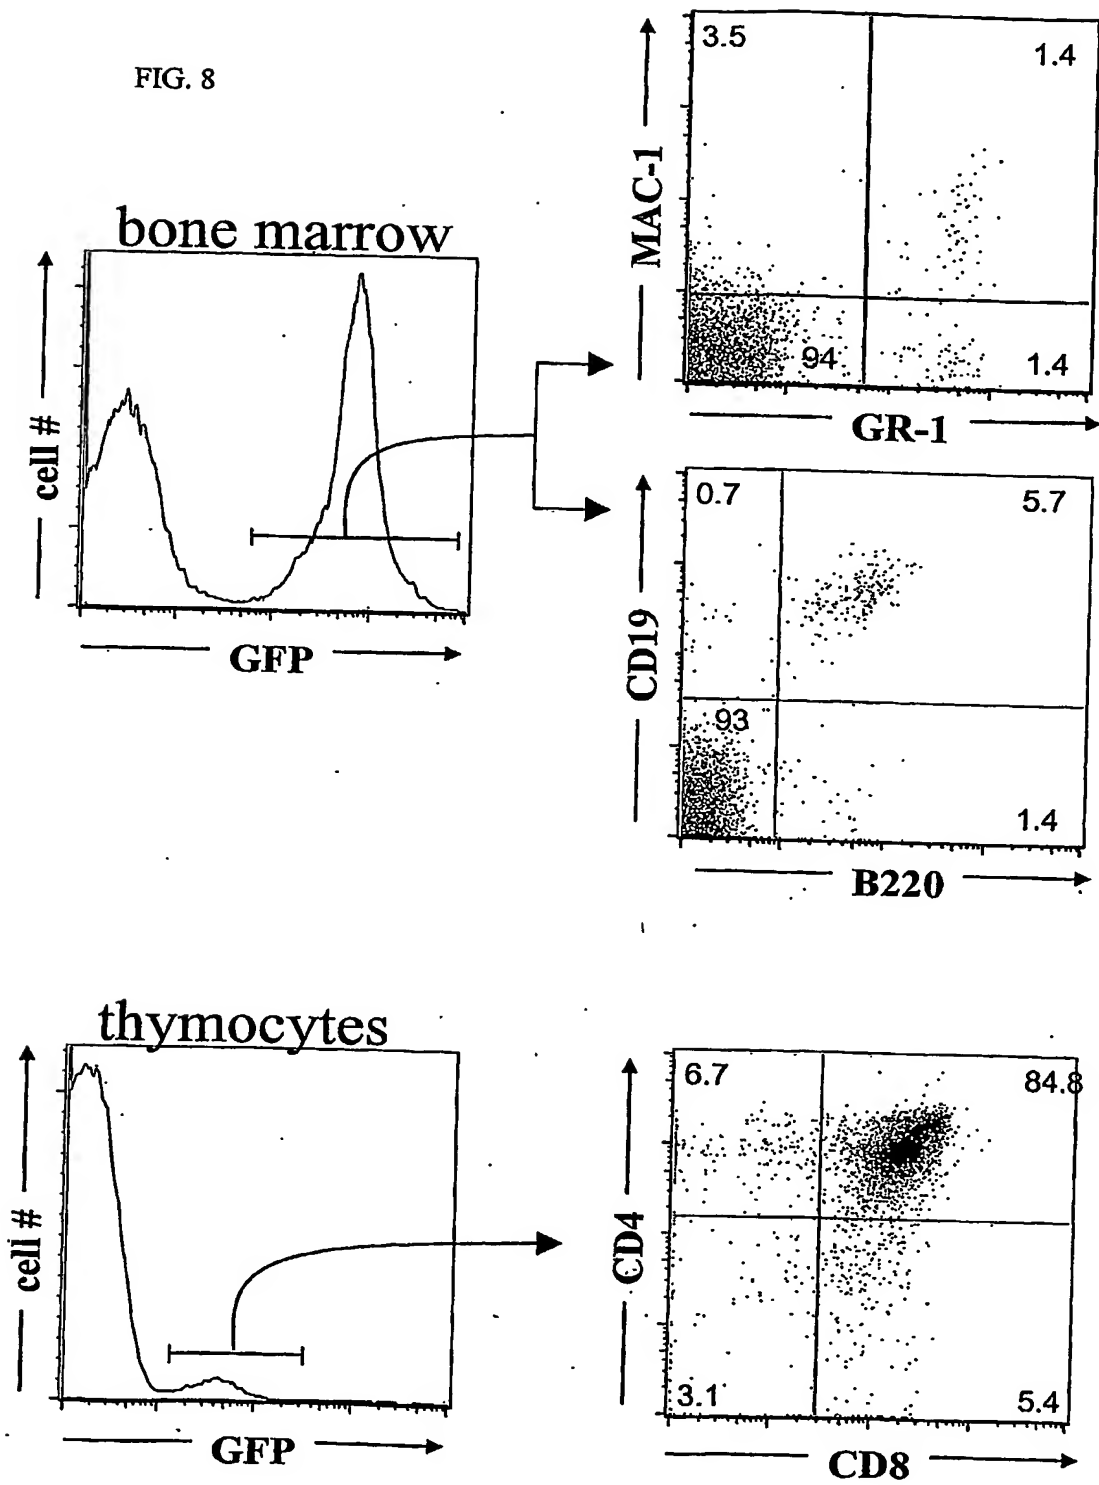 FIG. 8
bone marrow
cell #
GFP
3.5
1.4
94
1.4
MAC-1
GR-1
0.7
5.7
93
1.4
CD19
B220
thymocytes
cell #
GFP
6.7
84.8
3.1
5.4
CD4
CD8